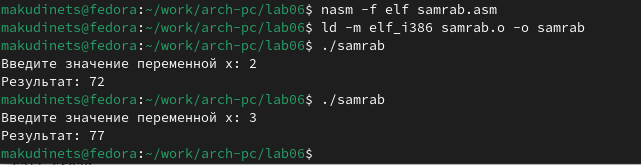 makudinets@fedora:~/work/arch-pc/lab06$ nasm -f elf samrab.asm
makudinets@fedora:~/work/arch-pc/lab06$ ld -m elf_i386 samrab.o -o samrab
makudinets@fedora:~/work/arch-pc/lab06$ ./samrab
Введите значение переменной x: 2
Результат: 72
makudinets@fedora:~/work/arch-pc/lab06$ ./samrab
Введите значение переменной x: 3
Результат: 77
makudinets@fedora:~/work/arch-pc/lab06$